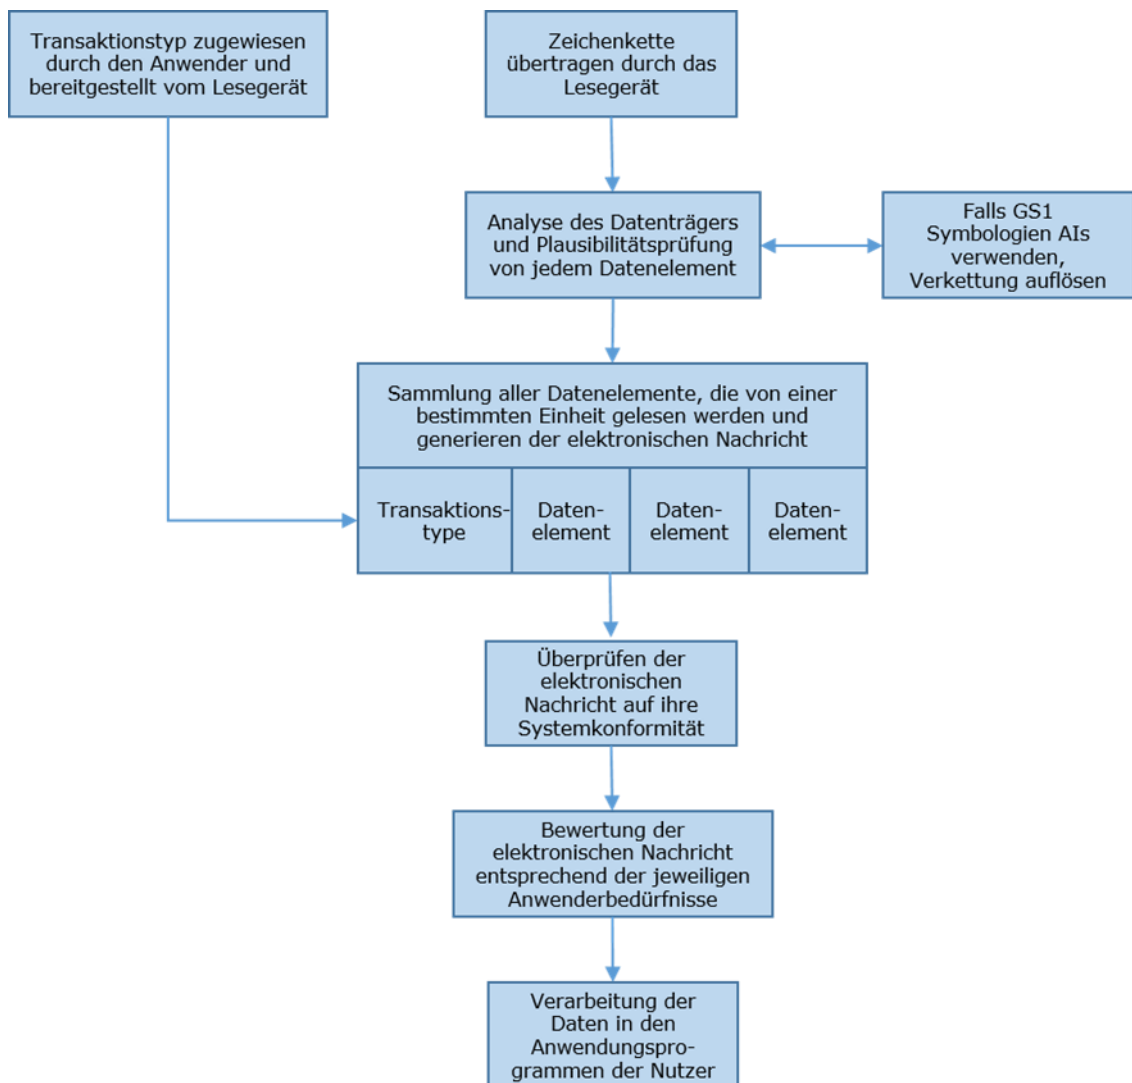 Transaktionstyp zugewiesen
durch den Anwender und
bereitgestellt vom Lesegerät
Zeichenkette
übertragen durch das
Lesegerät
Analyse des Datenträgers
und Plausibilitätsprüfung
von jedem Datenelement
Falls GS1
Symbologien AIs
verwenden,
Verkettung auflösen
Sammlung aller Datenelemente, die von einer
bestimmten Einheit gelesen werden und
generieren der elektronischen Nachricht
Transaktions-
type
Daten-
element
Daten-
element
Daten-
element
Überprüfen der
elektronischen
Nachricht auf ihre
Systemkonformität
Bewertung der
elektronischen Nachricht
entsprechend der jeweiligen
Anwenderbedürfnisse
Verarbeitung der
Daten in den
Anwendungspro-
grammen der Nutzer